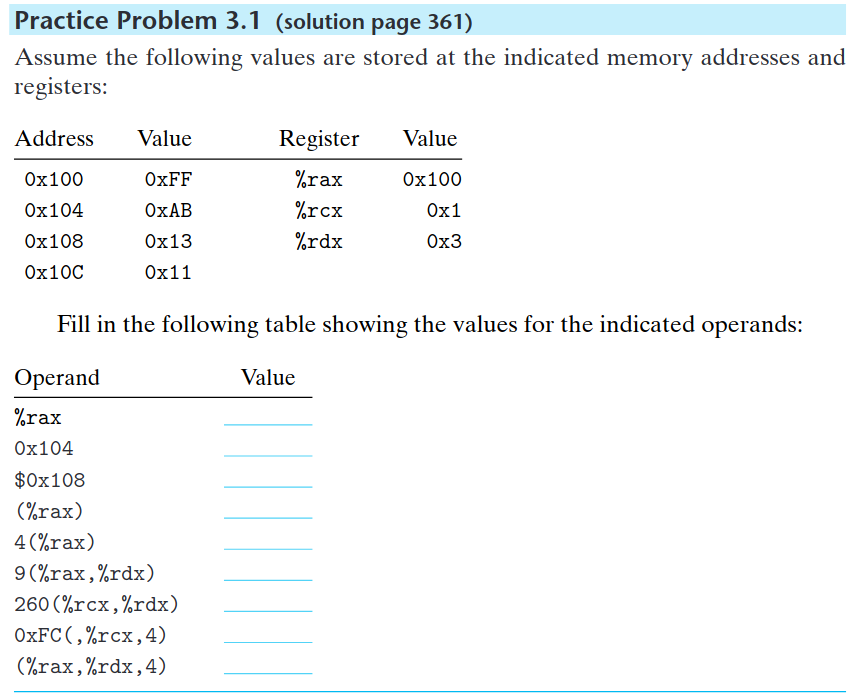 Practice Problem 3.1 (solution page 361)
Assume the following values are stored at the indicated memory addresses and
registers:
Address Value Register Value
0x100 0xFF %rax 0x100
0x104 0xAB %rcx 0x1
0x108 0x13 %rdx 0x3
0x10C 0x11
Fill in the following table showing the values for the indicated operands:
Operand Value
%rax
0x104
$0x108
(%rax)
4(%rax)
9(%rax,%rdx)
260(%rcx,%rdx)
0xFC(,%rcx,4)
(%rax,%rdx,4)